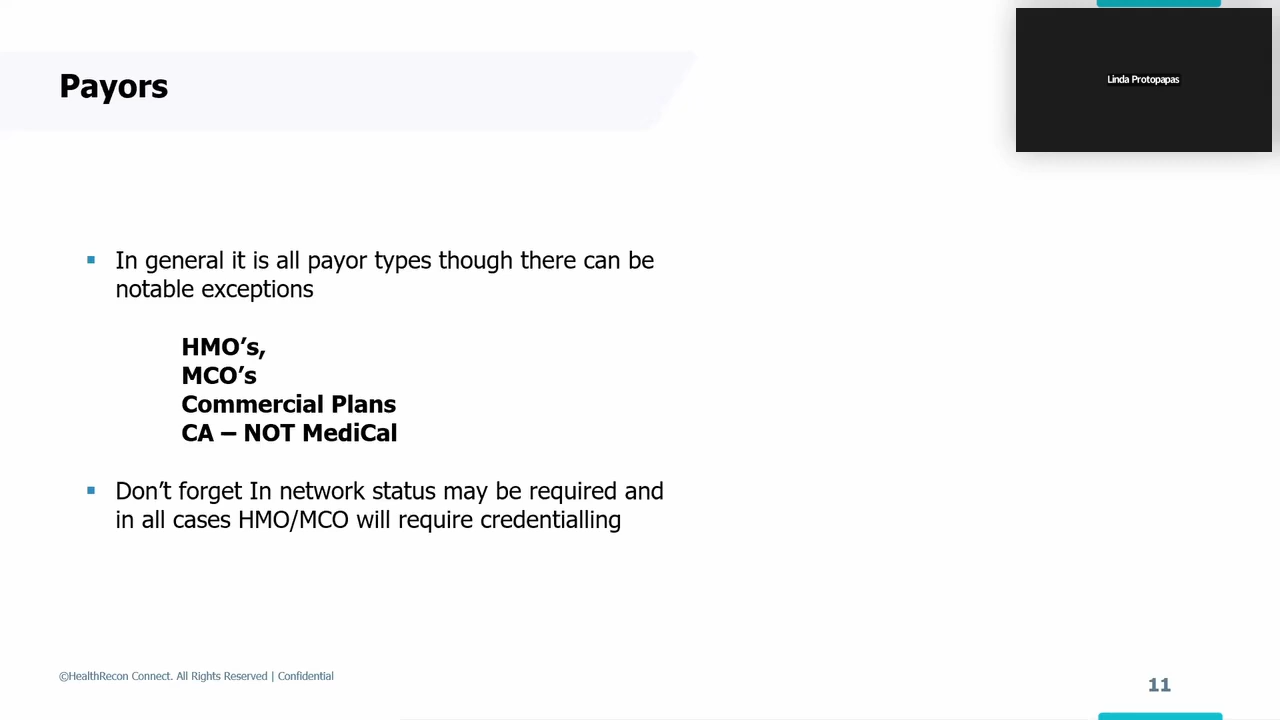 Payors
Linda Protopapas
In general it is all payor types though there can be
notable exceptions
HMO’s,
MCO’s
Commercial Plans
CA – NOT MediCal
Don’t forget In network status may be required and
in all cases HMO/MCO will require credentialling
©HealthRecon Connect. All Rights Reserved | Confidential
11